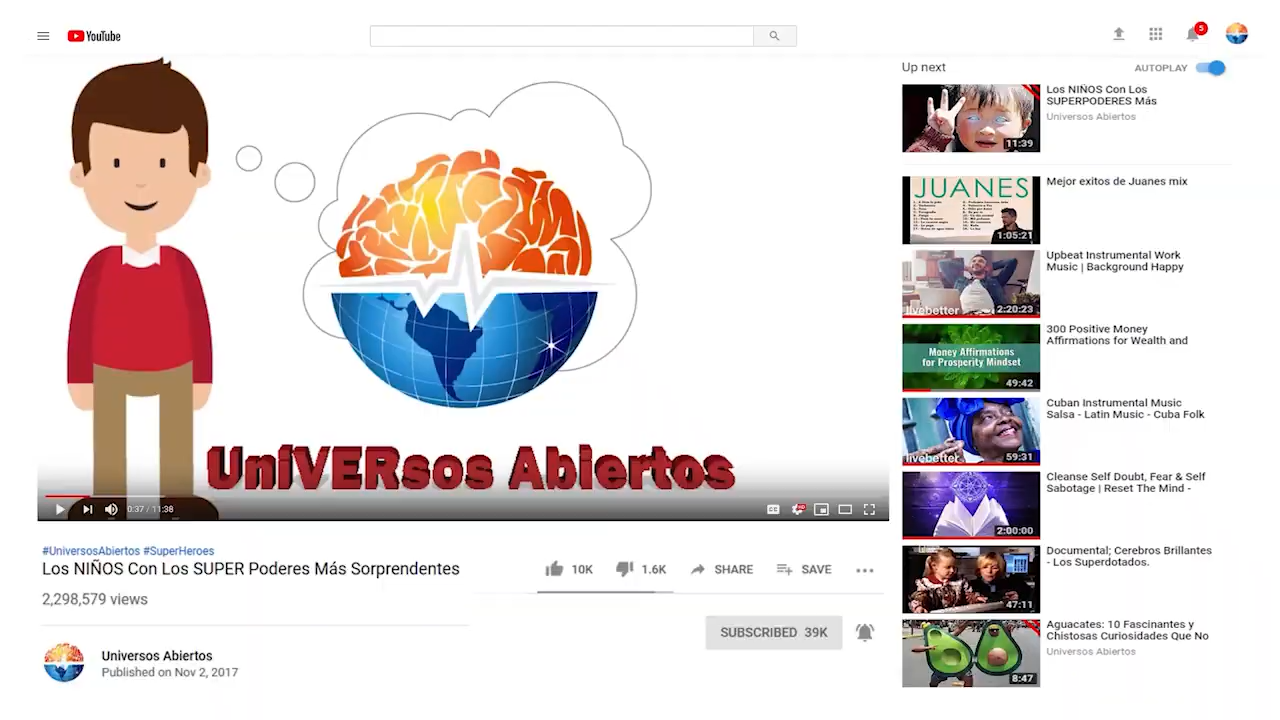 YouTube
5
UniVERsos Abiertos
0:37 / 11:38
CC
HD
#UniversosAbiertos #SuperHeroes
Los NIÑOS Con Los SUPER Poderes Más Sorprendentes
2,298,579 views
10K
1.6K
SHARE
SAVE
SUBSCRIBED 39K
Universos Abiertos
Published on Nov 2, 2017
Up next
AUTOPLAY
Los NIÑOS Con Los
SUPERPODERES Más
Universos Abiertos
11:39
JUANES
1:05:21
Mejor exitos de Juanes mix
livebetter
2:20:23
Upbeat Instrumental Work
Music | Background Happy
Money Affirmations
for Prosperity Mindset
49:42
300 Positive Money
Affirmations for Wealth and
livebetter
59:31
Cuban Instrumental Music
Salsa - Latin Music - Cuba Folk
2:00:00
Cleanse Self Doubt, Fear & Self
Sabotage | Reset The Mind -
47:11
Documental; Cerebros Brillantes
- Los Superdotados.
8:47
Aguacates: 10 Fascinantes y
Chistosas Curiosidades Que No
Universos Abiertos